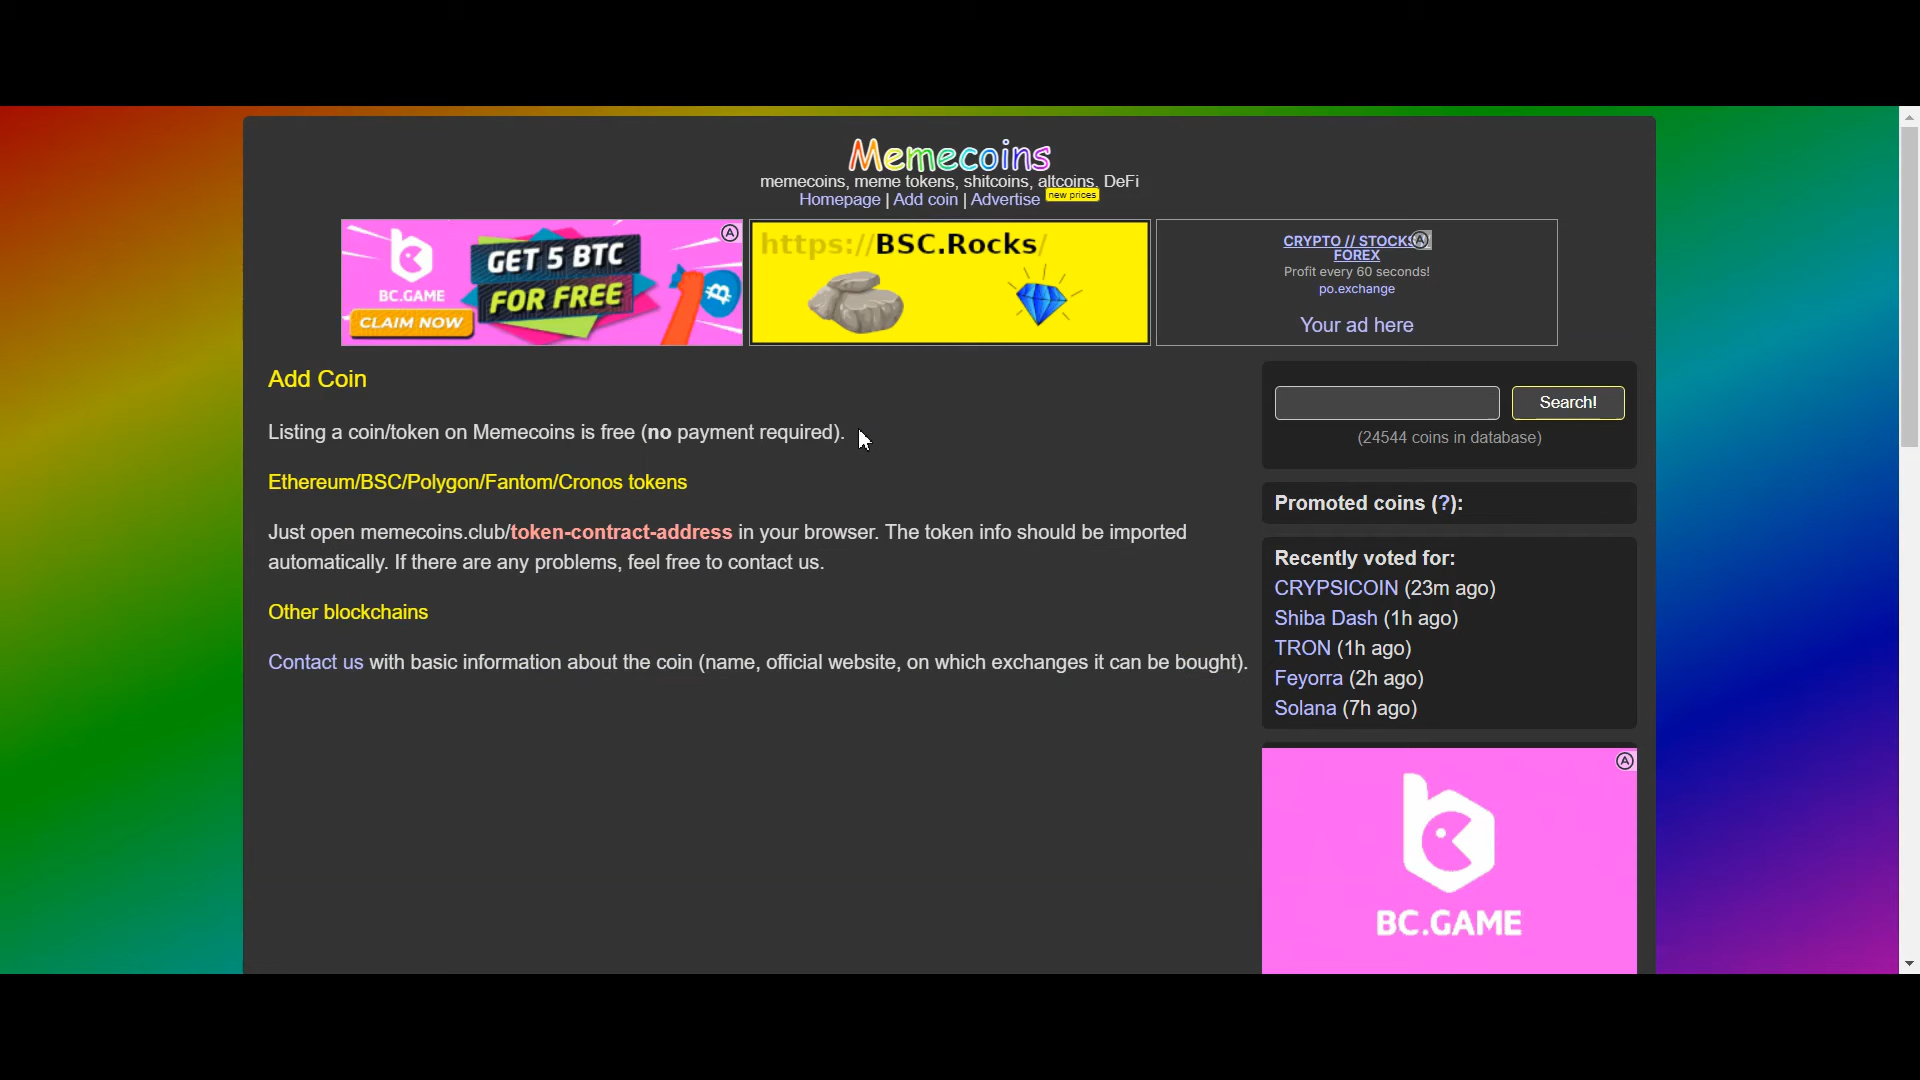 Memecoins
memecoins, meme tokens, shitcoins, altcoins, DeFi
Homepage | Add coin | Advertise new prices
BC.GAME
CLAIM NOW
GET 5 BTC
FOR FREE
https://BSC.Rocks/
CRYPTO // STOCKS
FOREX
Profit every 60 seconds!
po.exchange
Your ad here
Add Coin
Listing a coin/token on Memecoins is free (no payment required).
Ethereum/BSC/Polygon/Fantom/Cronos tokens
Just open memecoins.club/token-contract-address in your browser. The token info should be imported
automatically. If there are any problems, feel free to contact us.
Other blockchains
Contact us with basic information about the coin (name, official website, on which exchanges it can be bought).
Search!
(24544 coins in database)
Promoted coins (?):
Recently voted for:
CRYPSICOIN (23m ago)
Shiba Dash (1h ago)
TRON (1h ago)
Feyorra (2h ago)
Solana (7h ago)
BC.GAME